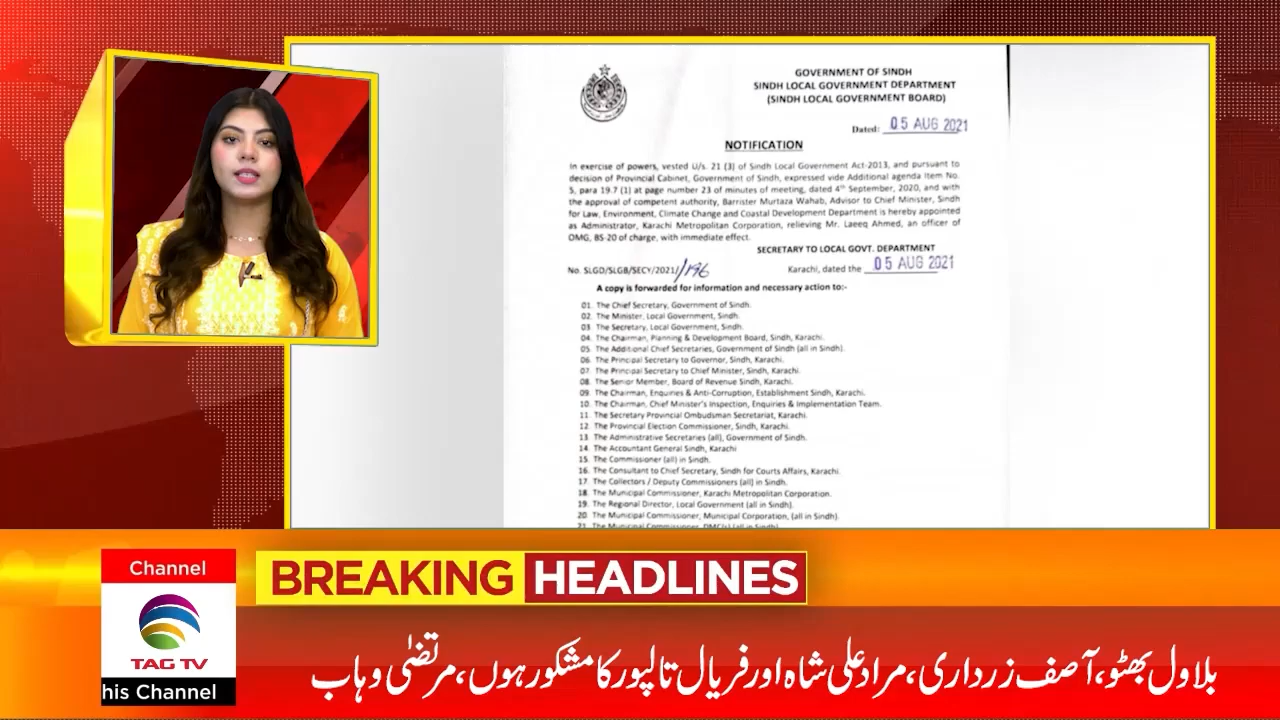 GOVERNMENT OF SINDH
SINDH LOCAL GOVERNMENT DEPARTMENT
(SINDH LOCAL GOVERNMENT BOARD)
Dated: 05 AUG 2021
NOTIFICATION
In exercise of powers, vested U/s. 21 (3) of Sindh Local Government Act-2013, and pursuant to
decision of Provincial Cabinet, Government of Sindh, expressed vide Additional agenda Item No.
5, para 19.7 (1) at page number 23 of minutes of meeting, dated 4th September, 2020, and with
the approval of competent authority, Barrister Murtaza Wahab, Advisor to Chief Minister, Sindh
for Law, Environment, Climate Change and Coastal Development Department is hereby appointed
as Administrator, Karachi Metropolitan Corporation, relieving Mr. Laeeq Ahmed, an officer of
OMG, BS-20 of charge, with immediate effect.
SECRETARY TO LOCAL GOVT. DEPARTMENT
No. SLGD/SLGB/SECY/2021/196 Karachi, dated the 05 AUG 2021
A copy is forwarded for information and necessary action to:-
01. The Chief Secretary, Government of Sindh.
02. The Minister, Local Government, Sindh.
03. The Secretary, Local Government, Sindh.
04. The Chairman, Planning & Development Board, Sindh, Karachi.
05. The Additional Chief Secretaries, Government of Sindh (all in Sindh).
06. The Principal Secretary to Governor, Sindh, Karachi.
07. The Principal Secretary to Chief Minister, Sindh, Karachi.
08. The Senior Member, Board of Revenue Sindh, Karachi.
09. The Chairman, Enquiries & Anti-Corruption, Establishment Sindh, Karachi.
10. The Chairman, Chief Minister's Inspection, Enquiries & Implementation Team.
11. The Secretary Provincial Ombudsman Secretariat, Karachi.
12. The Provincial Election Commissioner, Sindh, Karachi.
13. The Administrative Secretaries (all), Government of Sindh.
14. The Accountant General Sindh, Karachi
15. The Commissioner (all) in Sindh.
16. The Consultant to Chief Secretary, Sindh for Courts Affairs, Karachi.
17. The Collectors / Deputy Commissioners (all) in Sindh.
18. The Municipal Commissioner, Karachi Metropolitan Corporation.
19. The Regional Director, Local Government (all in Sindh).
20. The Municipal Commissioner, Municipal Corporation, (all in Sindh).
21. The Municipal Commissioner, DMC(s) (all in Sindh)
Channel
TAG TV
his Channel
BREAKING HEADLINES
بلاول بھٹو، آصف زرداری، مراد علی شاہ اور فریال تالپور کا مشکور ہوں، مرتضیٰ وہاب